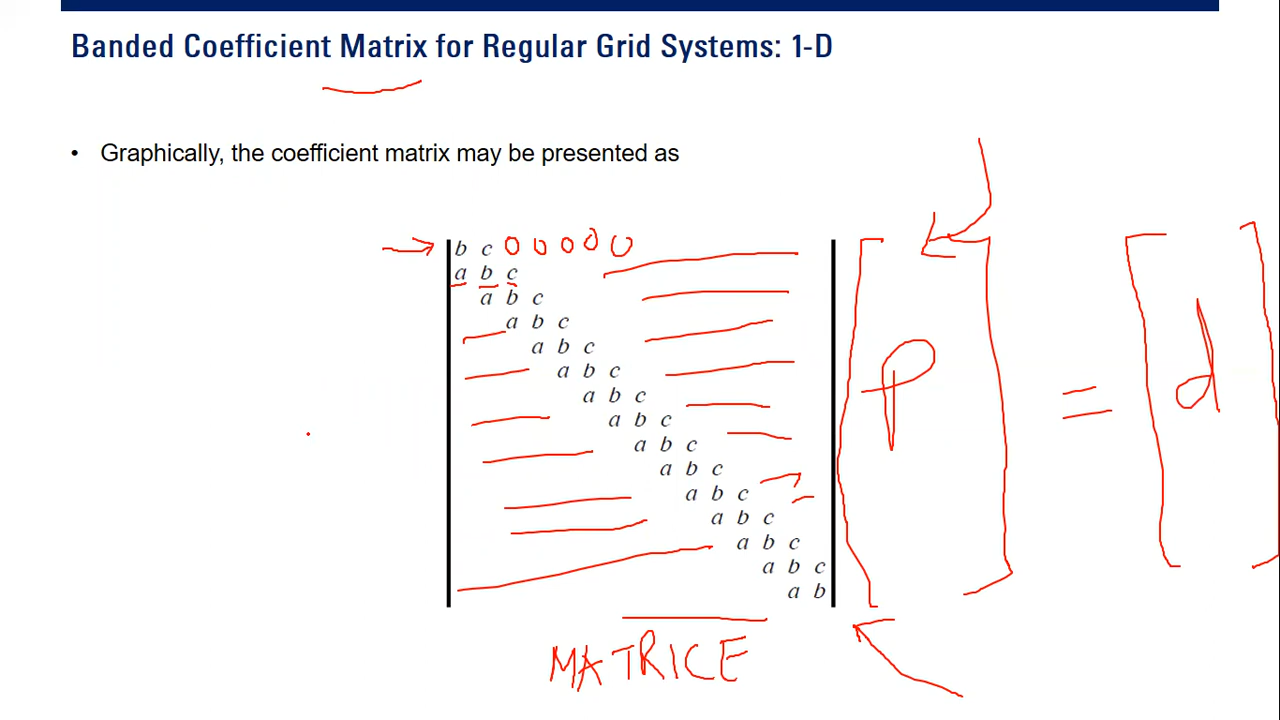 Banded Coefficient Matrix for Regular Grid Systems: 1-D
• Graphically, the coefficient matrix may be presented as
b c 0 0 0 0 0
a b c
a b c
a b c
a b c
a b c
a b c
a b c
a b c
a b c
a b c
a b c
a b c
a b c
a b
P = d
MATRICE